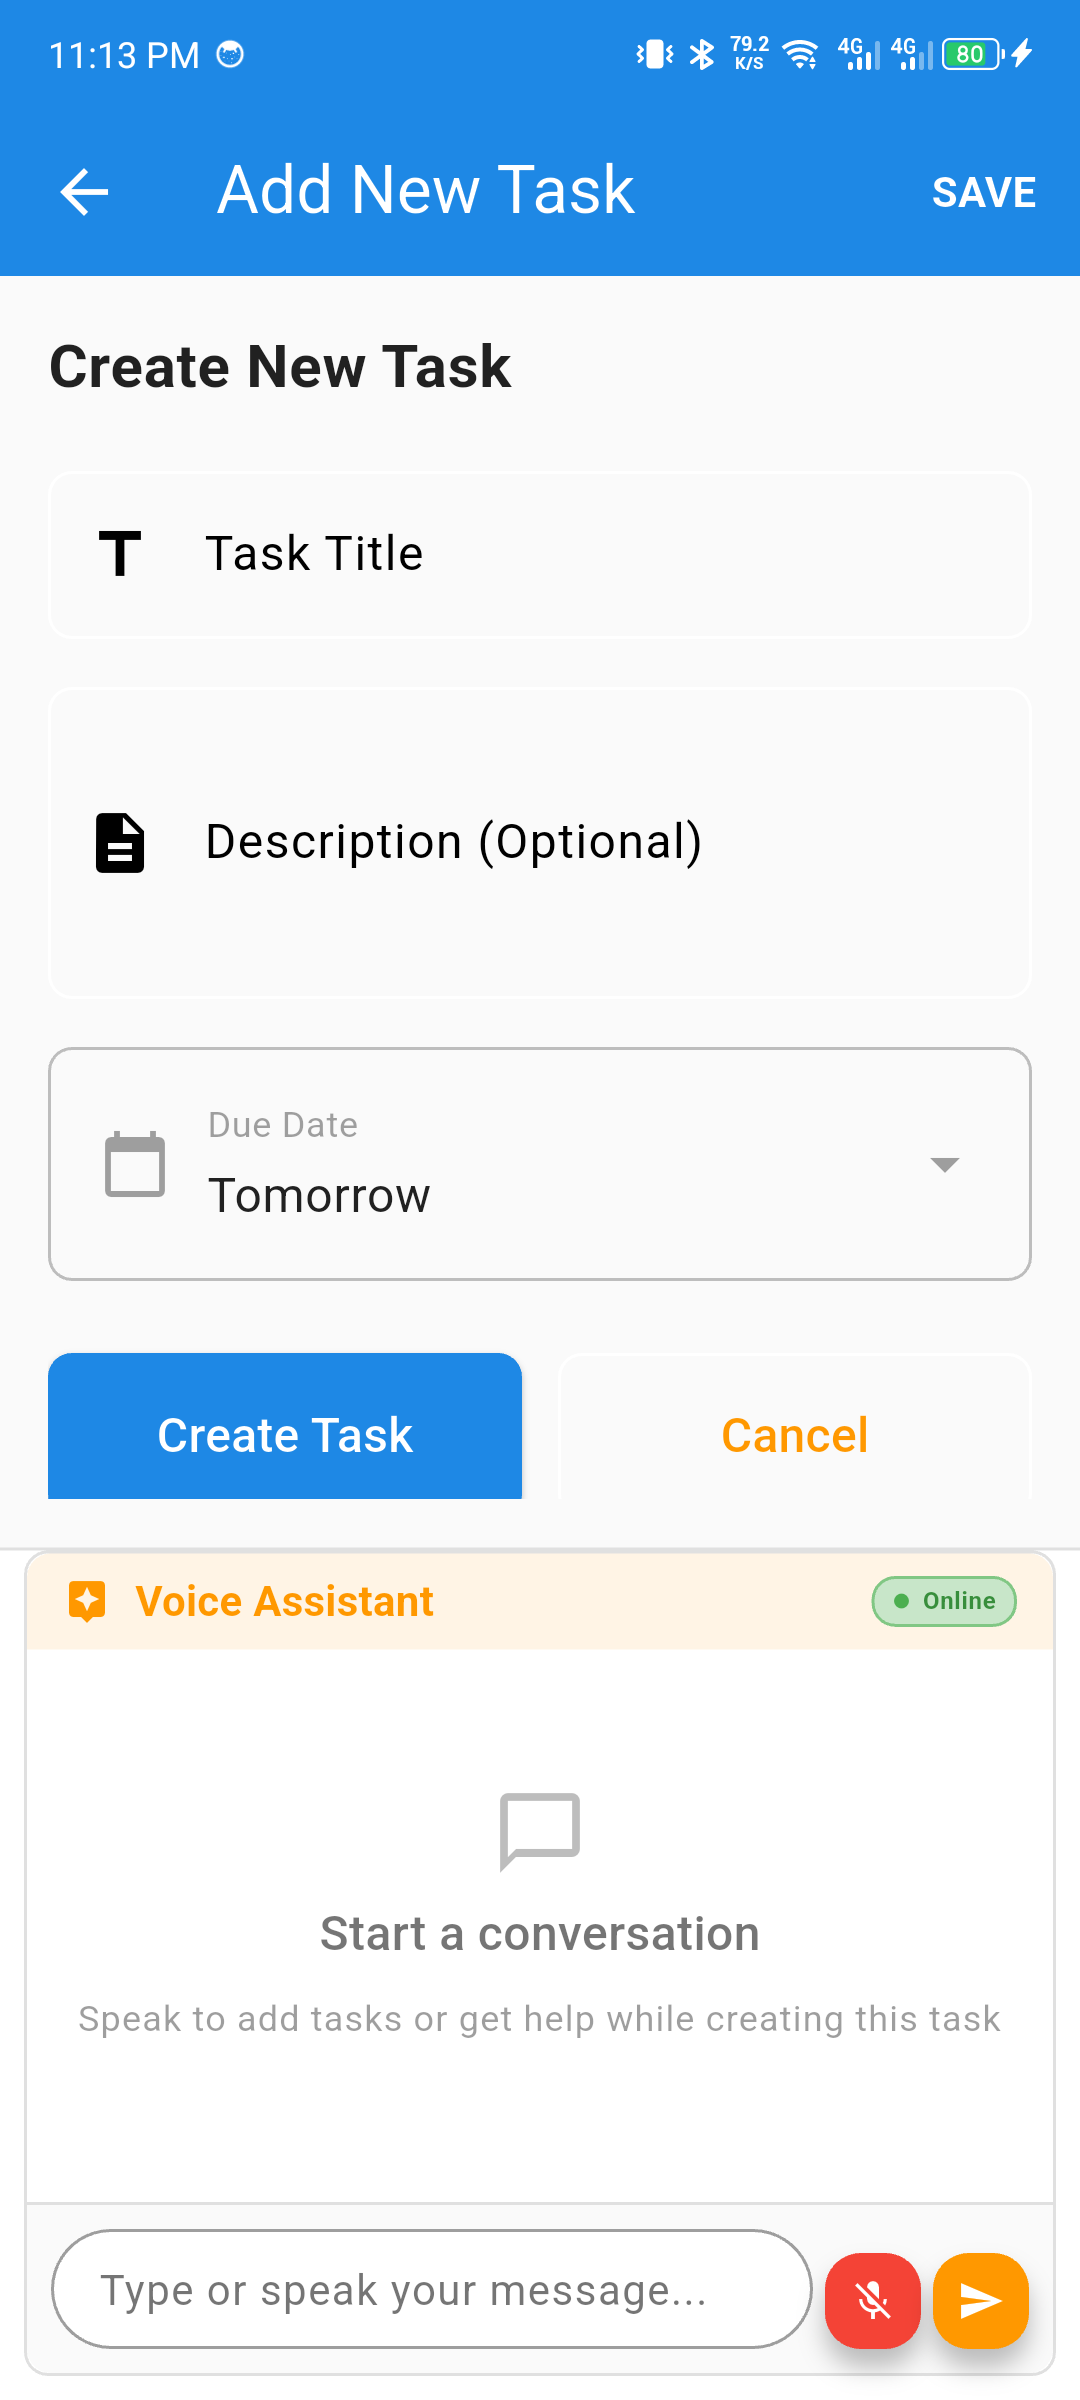 11:13 PM
79.2
K/S
4G
4G
80
Add New Task
SAVE
Create New Task
Task Title
Description (Optional)
Due Date
Tomorrow
Create Task
Cancel
Voice Assistant
Online
Start a conversation
Speak to add tasks or get help while creating this task
Type or speak your message...